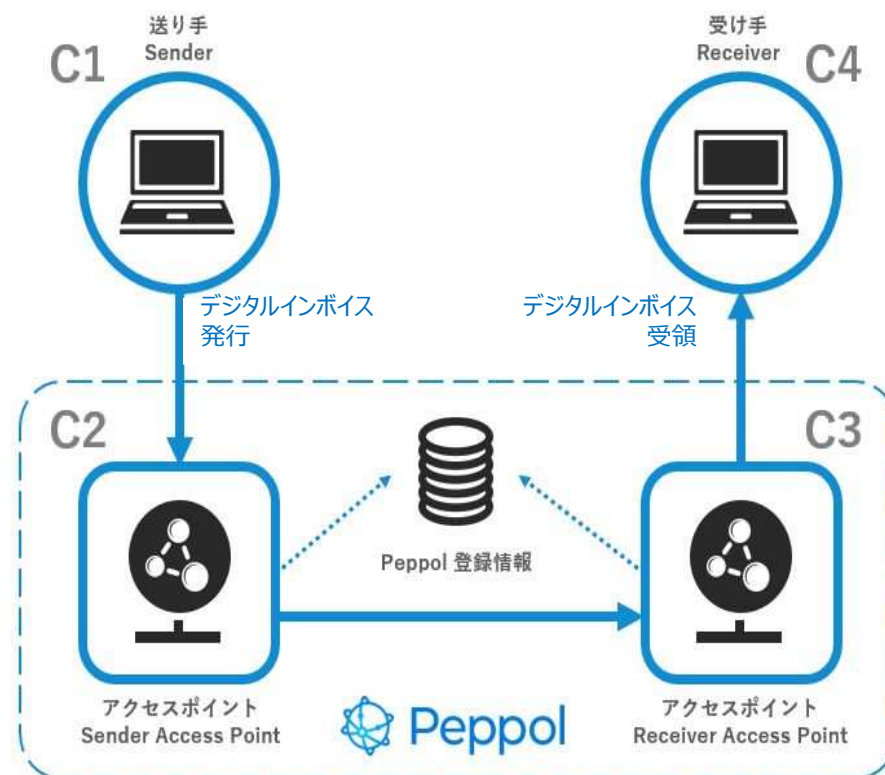 送り手
Sender
C1
受け手
Receiver
C4
デジタルインボイス
発行
デジタルインボイス
受領
C2
C3
Peppol 登録情報
アクセスポイント
Sender Access Point
Peppol
アクセスポイント
Receiver Access Point